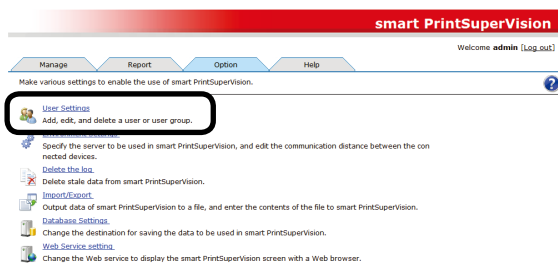 smart PrintSuperVision
Welcome admin [Log out]
Manage
Report
Option
Help
Make various settings to enable the use of smart PrintSuperVision.
?
User Settings
Add, edit, and delete a user or user group.
Environment Settings
Specify the server to be used in smart PrintSuperVision, and edit the communication distance between the con
nected devices.
Delete the log
Delete stale data from smart PrintSuperVision.
Import/Export
Output data of smart PrintSuperVision to a file, and enter the contents of the file to smart PrintSuperVision.
Database Settings
Change the destination for saving the data to be used in smart PrintSuperVision.
Web Service setting
Change the Web service to display the smart PrintSuperVision screen with a Web browser.